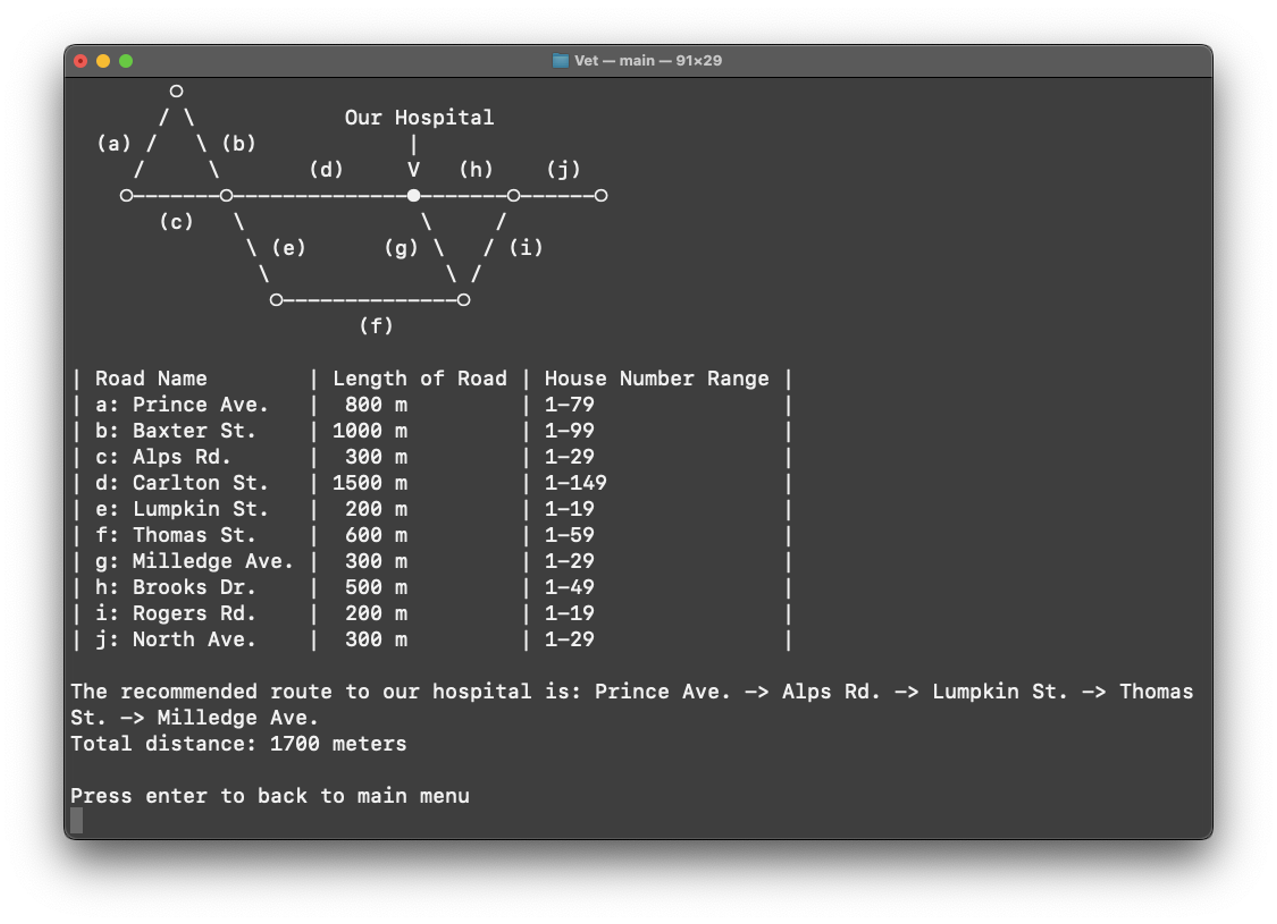 Vet — main — 91×29
Our Hospital
(a) (b)
(d) V (h) (j)
(c)
(e) (g) (i)
(f)
| Road Name | Length of Road | House Number Range |
| a: Prince Ave. | 800 m | 1-79 |
| b: Baxter St. | 1000 m | 1-99 |
| c: Alps Rd. | 300 m | 1-29 |
| d: Carlton St. | 1500 m | 1-149 |
| e: Lumpkin St. | 200 m | 1-19 |
| f: Thomas St. | 600 m | 1-59 |
| g: Milledge Ave. | 300 m | 1-29 |
| h: Brooks Dr. | 500 m | 1-49 |
| i: Rogers Rd. | 200 m | 1-19 |
| j: North Ave. | 300 m | 1-29 |
The recommended route to our hospital is: Prince Ave. -> Alps Rd. -> Lumpkin St. -> Thomas
St. -> Milledge Ave.
Total distance: 1700 meters
Press enter to back to main menu